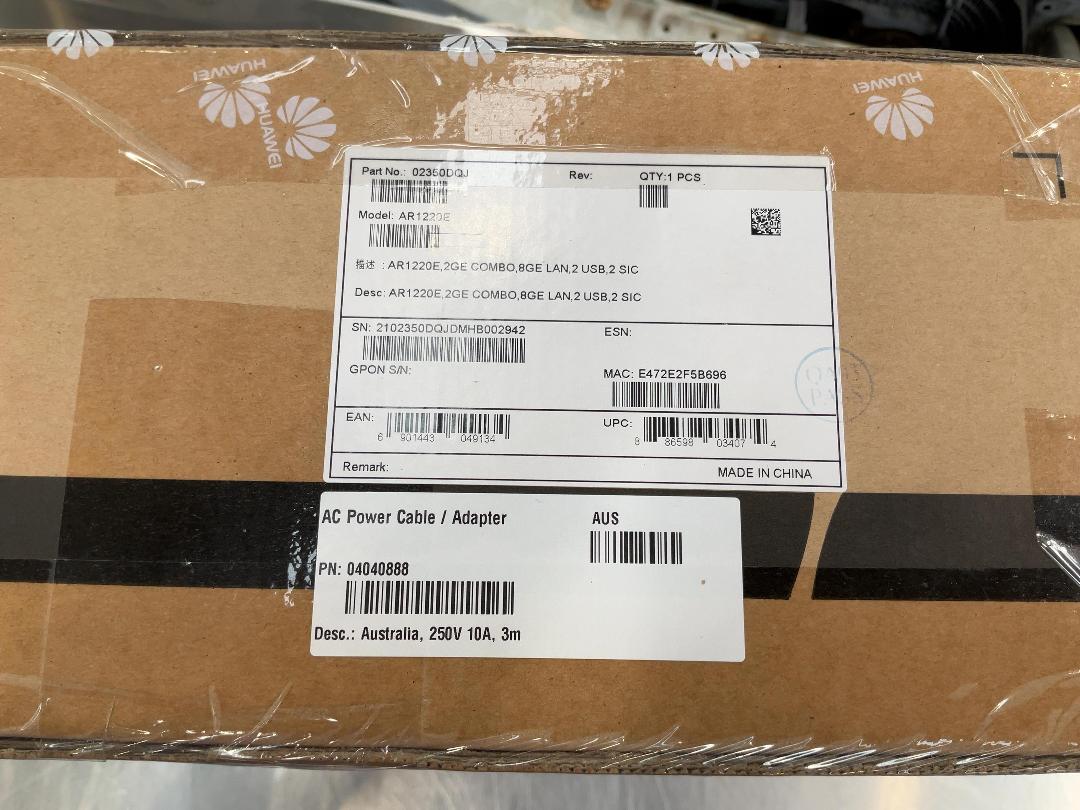 HUAWEI
HUAWEI
HUAWEI
Part No.: 02350DQJ Rev: QTY:1 PCS
Model: AR1220E
描述 : AR1220E,2GE COMBO,8GE LAN,2 USB,2 SIC
Desc: AR1220E,2GE COMBO,8GE LAN,2 USB,2 SIC
SN: 2102350DQJDMHB002942 ESN:
GPON S/N: MAC: E472E2F5B696
EAN: 6 901443 049134 UPC: 8 86598 03407 4
Remark: MADE IN CHINA
AC Power Cable / Adapter AUS
PN: 04040888
Desc.: Australia, 250V 10A, 3m